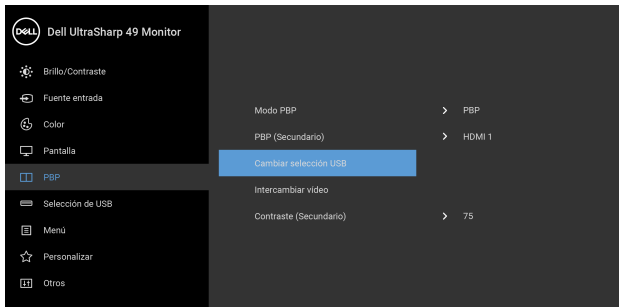 DELL Dell UltraSharp 49 Monitor
Brillo/Contraste
Fuente entrada
Color
Pantalla
PBP
Selección de USB
Menú
Personalizar
Otros
Modo PBP > PBP
PBP (Secundario) > HDMI 1
Cambiar selección USB
Intercambiar vídeo
Contraste (Secundario) > 75